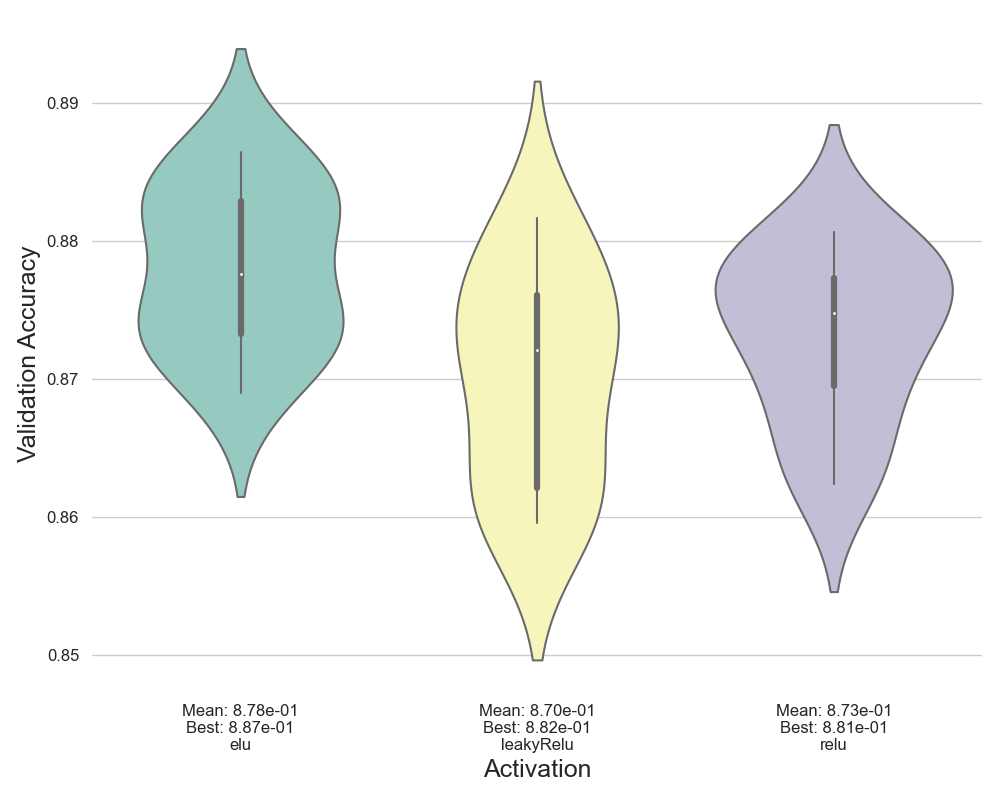 0.89
0.88
0.87
0.86
0.85
Validation Accuracy
Mean: 8.78e-01
Best: 8.87e-01
elu
Mean: 8.70e-01
Best: 8.82e-01
leakyRelu
Mean: 8.73e-01
Best: 8.81e-01
relu
Activation